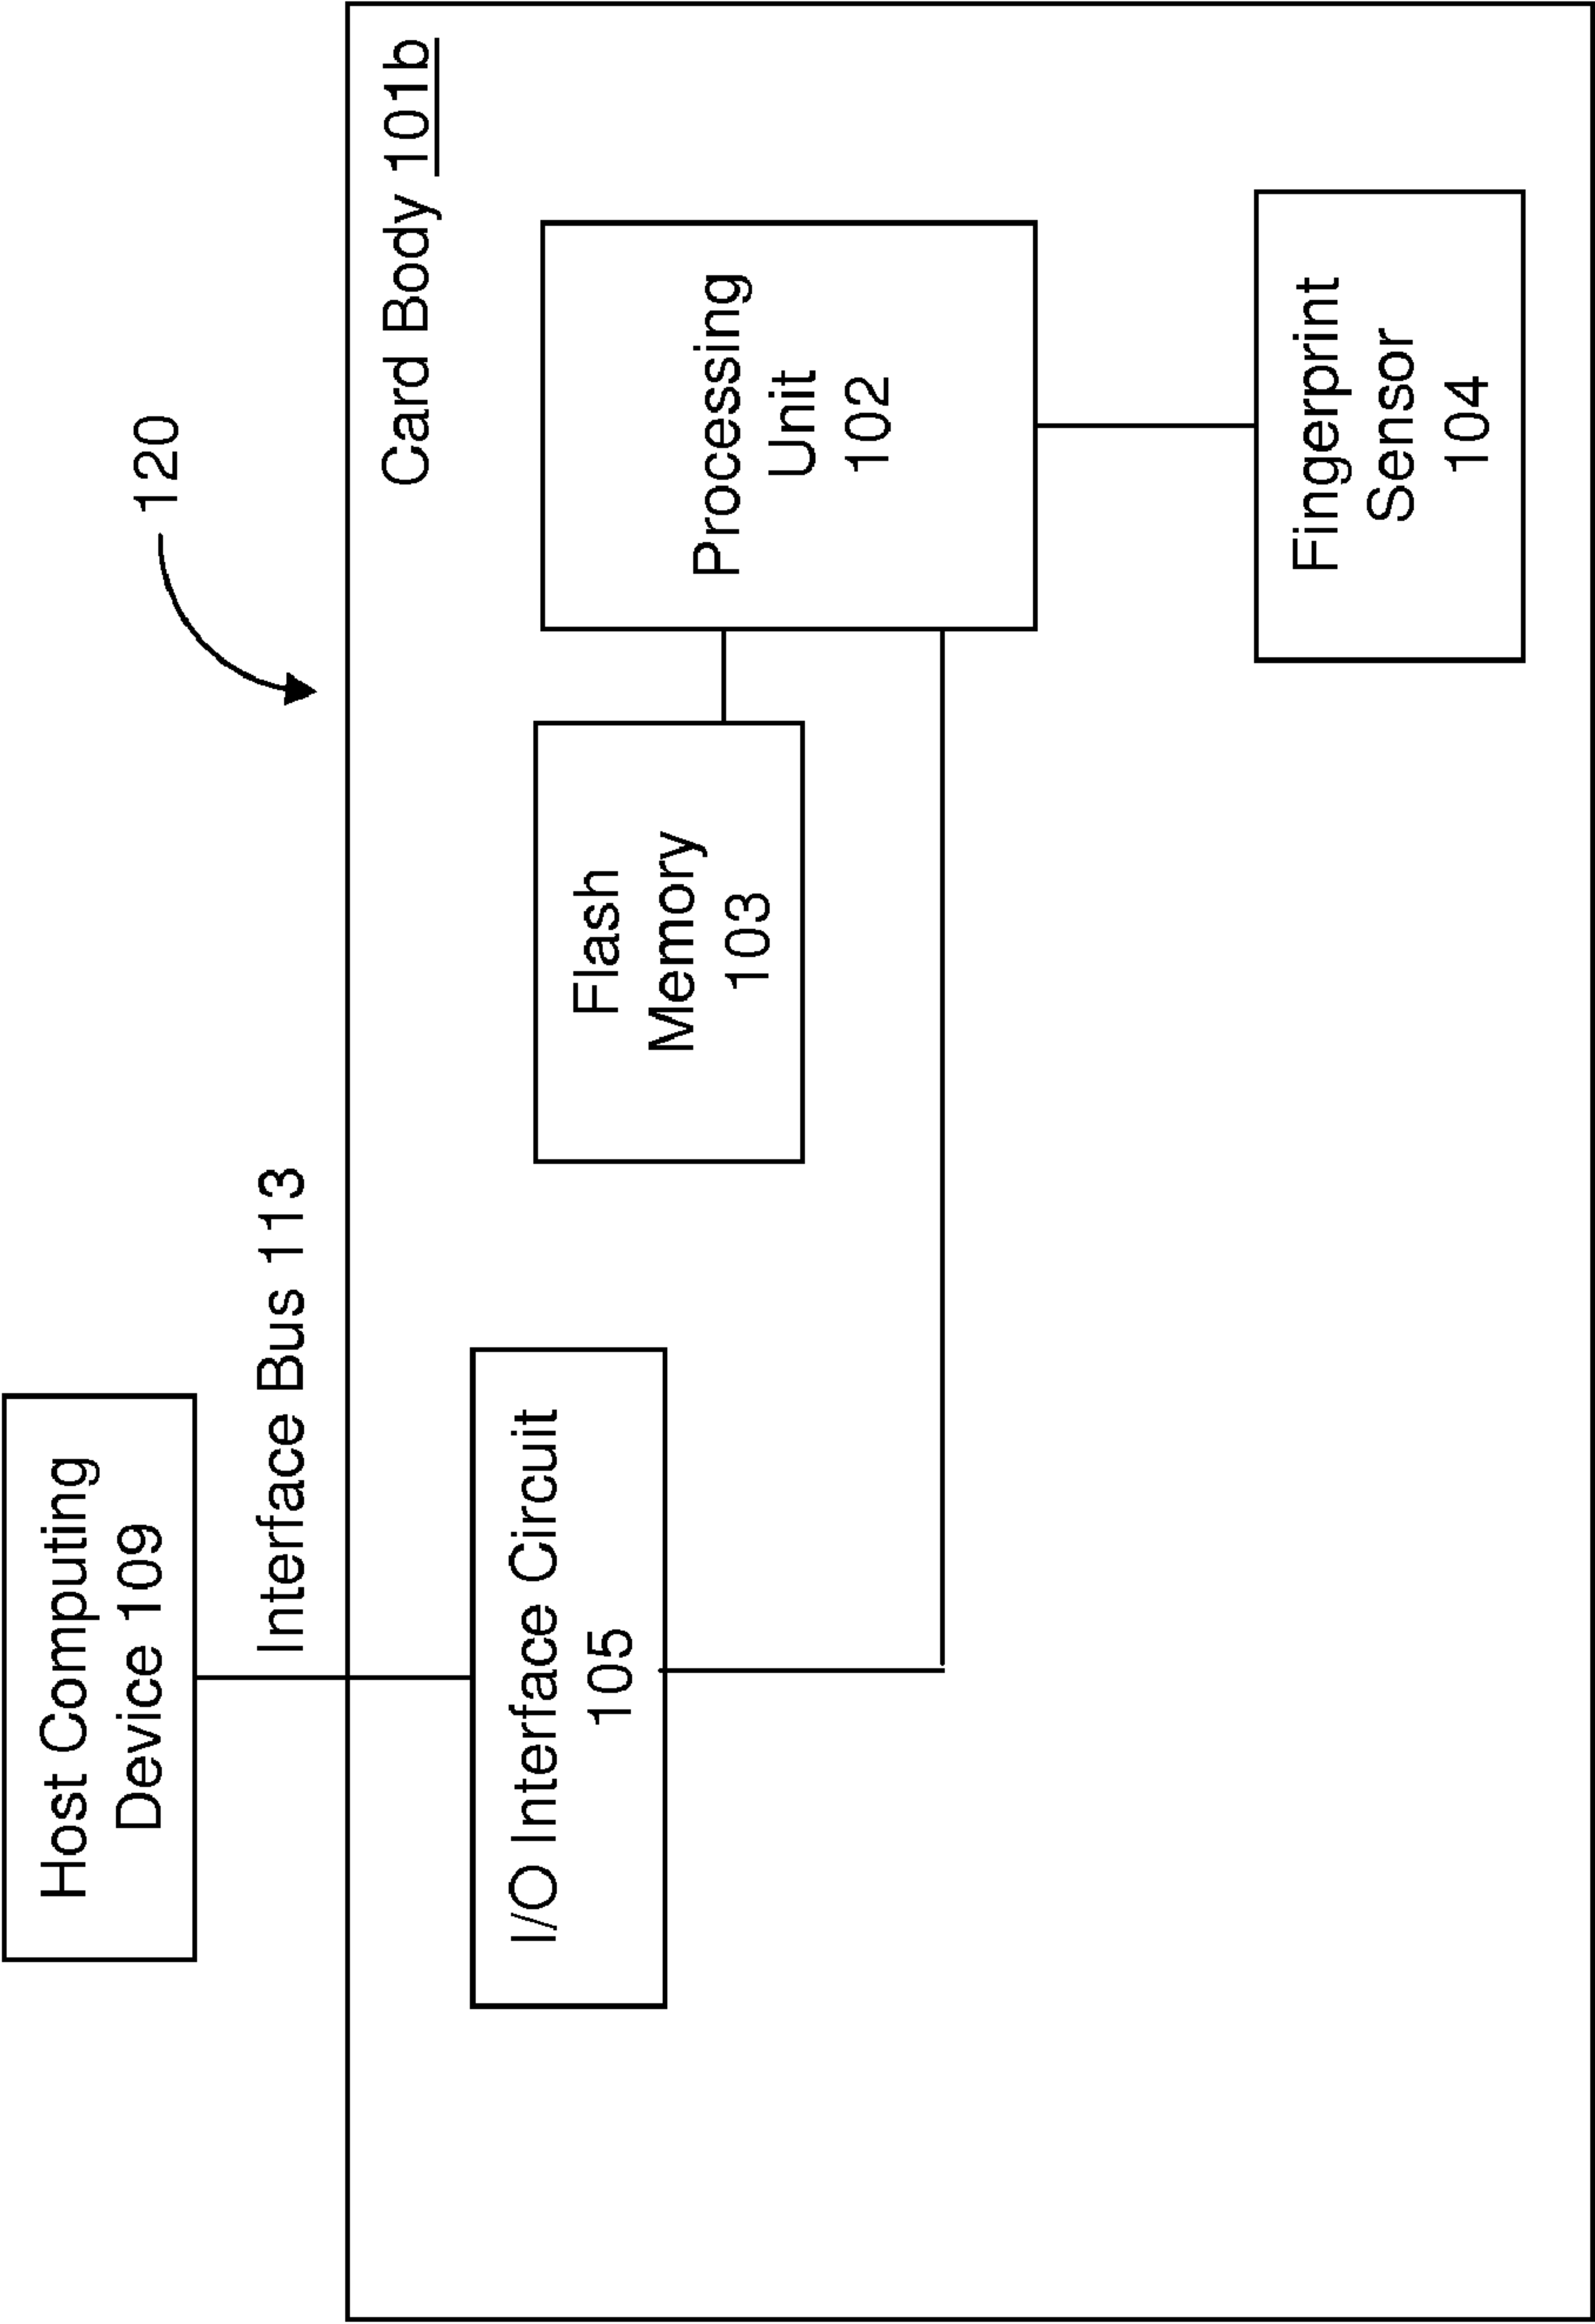 120
Host Computing
Device 109
Interface Bus 113
Card Body 101b
I/O Interface Circuit
105
Flash
Memory
103
Processing
Unit
102
Fingerprint
Sensor
104